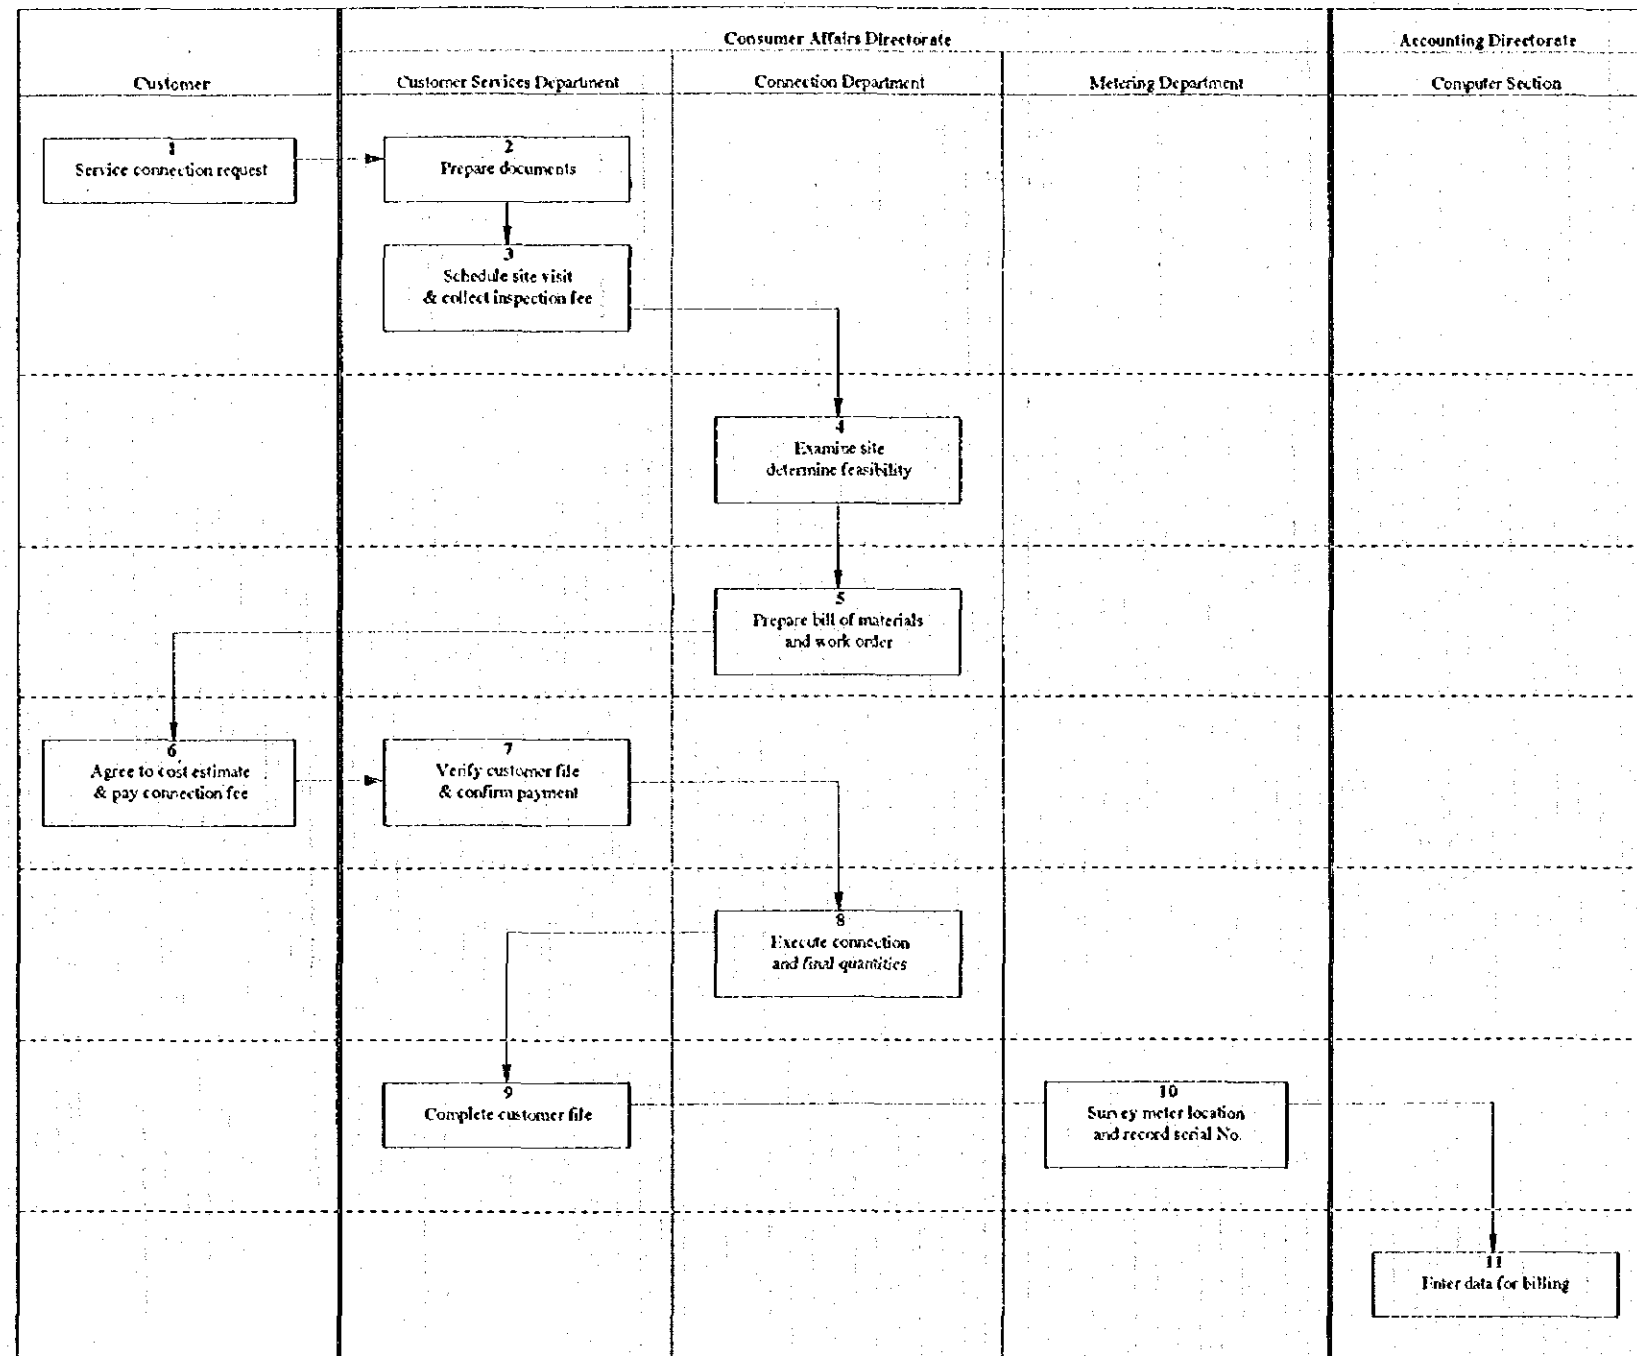 Consumer Affairs Directorate
Accounting Directorate
Customer
Customer Services Department
Connection Department
Metering Department
Computer Section
1
Service connection request
2
Prepare documents
3
Schedule site visit
& collect inspection fee
4
Examine site
determine feasibility
5
Prepare bill of materials
and work order
6
Agree to cost estimate
& pay connection fee
7
Verify customer file
& confirm payment
8
Execute connection
and final quantities
9
Complete customer file
10
Survey meter location
and record serial No.
11
Enter data for billing